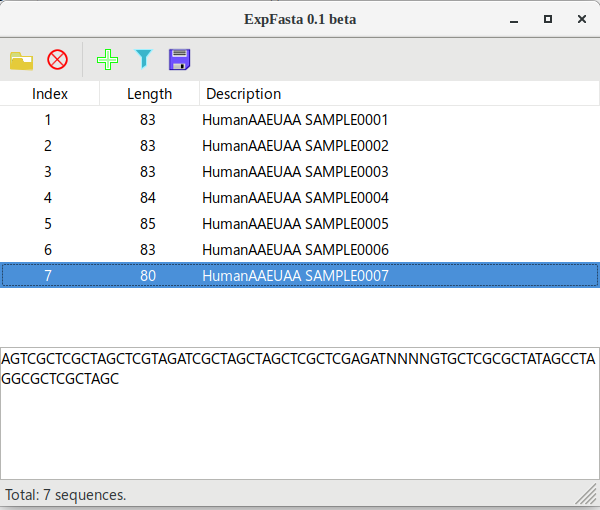 ExpFasta 0.1 beta
Index Length Description
1 83 HumanAAEUAA SAMPLE0001
2 83 HumanAAEUAA SAMPLE0002
3 83 HumanAAEUAA SAMPLE0003
4 84 HumanAAEUAA SAMPLE0004
5 85 HumanAAEUAA SAMPLE0005
6 83 HumanAAEUAA SAMPLE0006
7 80 HumanAAEUAA SAMPLE0007
AGTCGCTCGCTAGCTCGTAGATCGCTAGCTAGCTCGCTCGAGATNNNNGTGCTCGCGCTATAGCCTA
GGCGCTCGCTAGC
Total: 7 sequences.